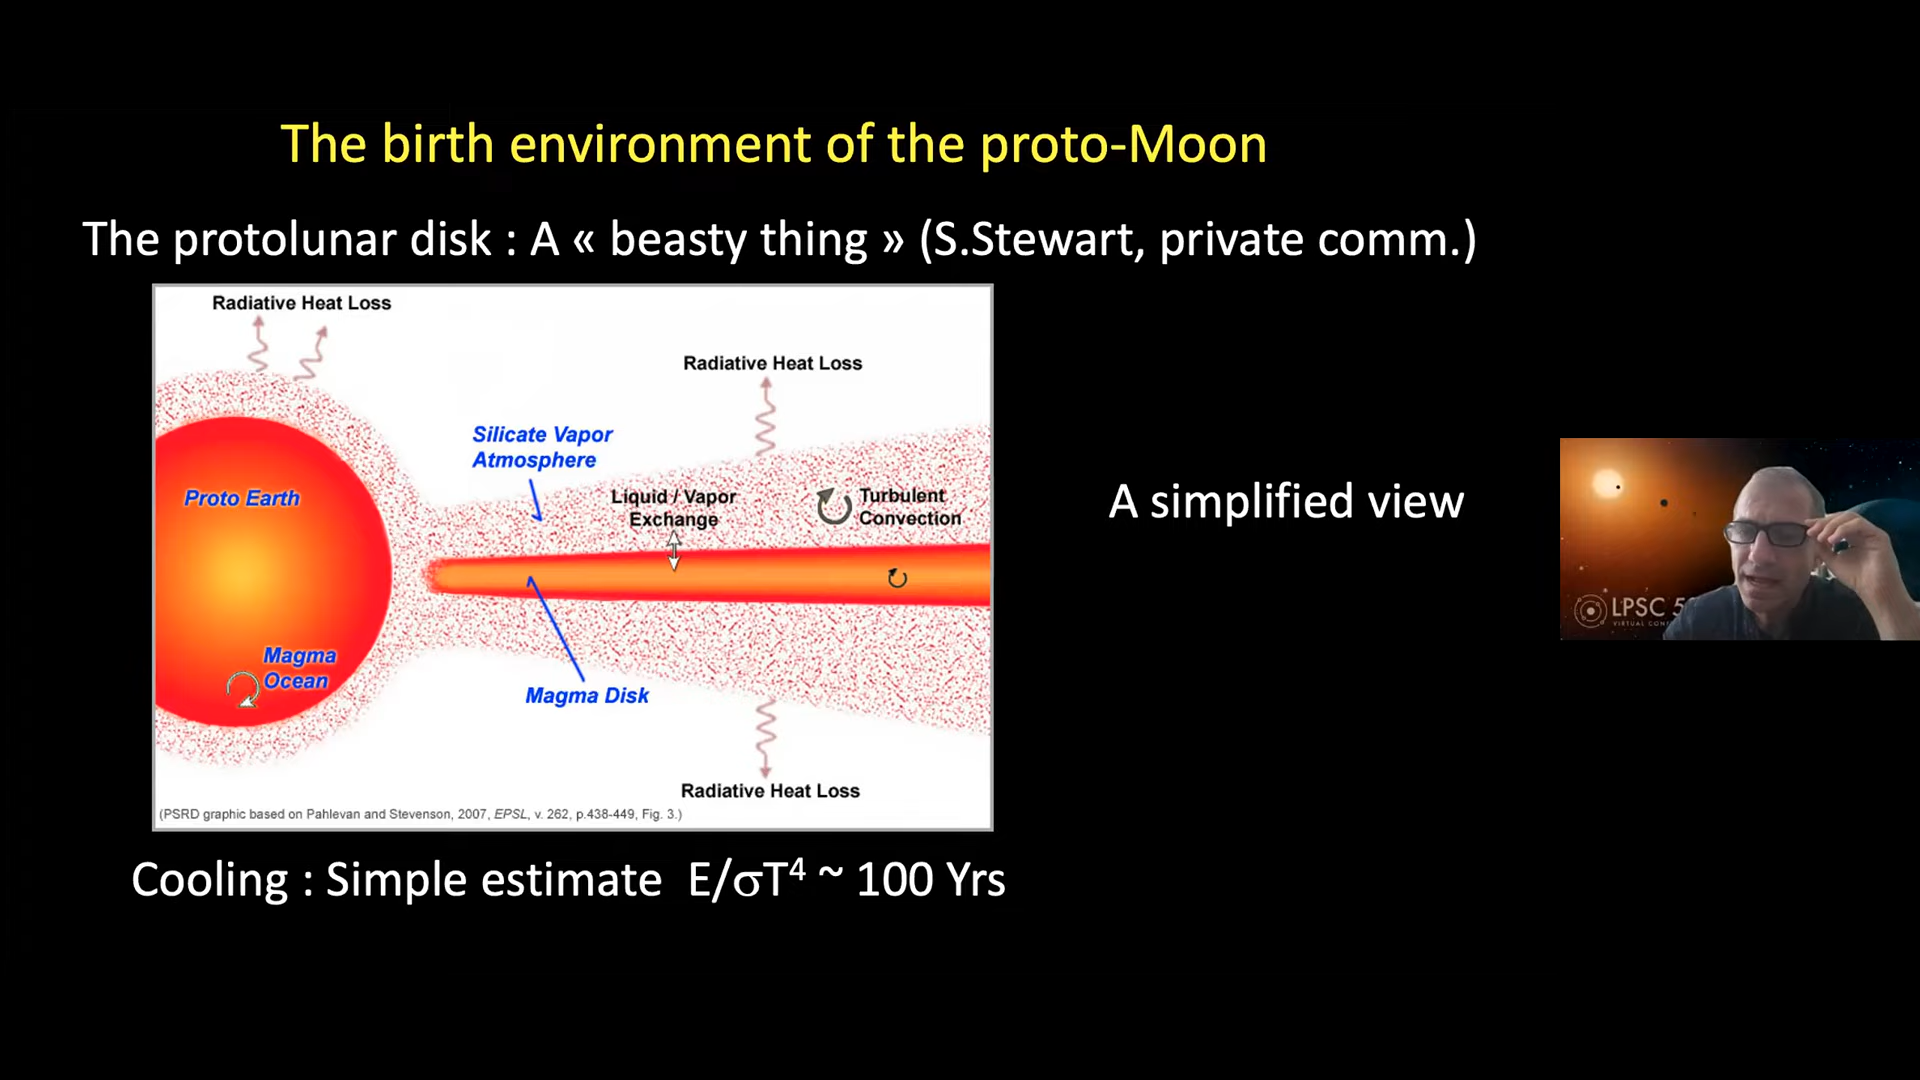 The birth environment of the proto-Moon
The protolunar disk : A « beasty thing » (S.Stewart, private comm.)
Radiative Heat Loss
Radiative Heat Loss
Silicate Vapor
Atmosphere
Liquid / Vapor
Exchange
Turbulent
Convection
Proto Earth
Magma
Ocean
Magma Disk
Radiative Heat Loss
(PSRD graphic based on Pahlevan and Stevenson, 2007, EPSL, v. 262, p.438-449, Fig. 3.)
A simplified view
LPSC
VIRTUAL
Cooling : Simple estimate E/σT⁴ ~ 100 Yrs